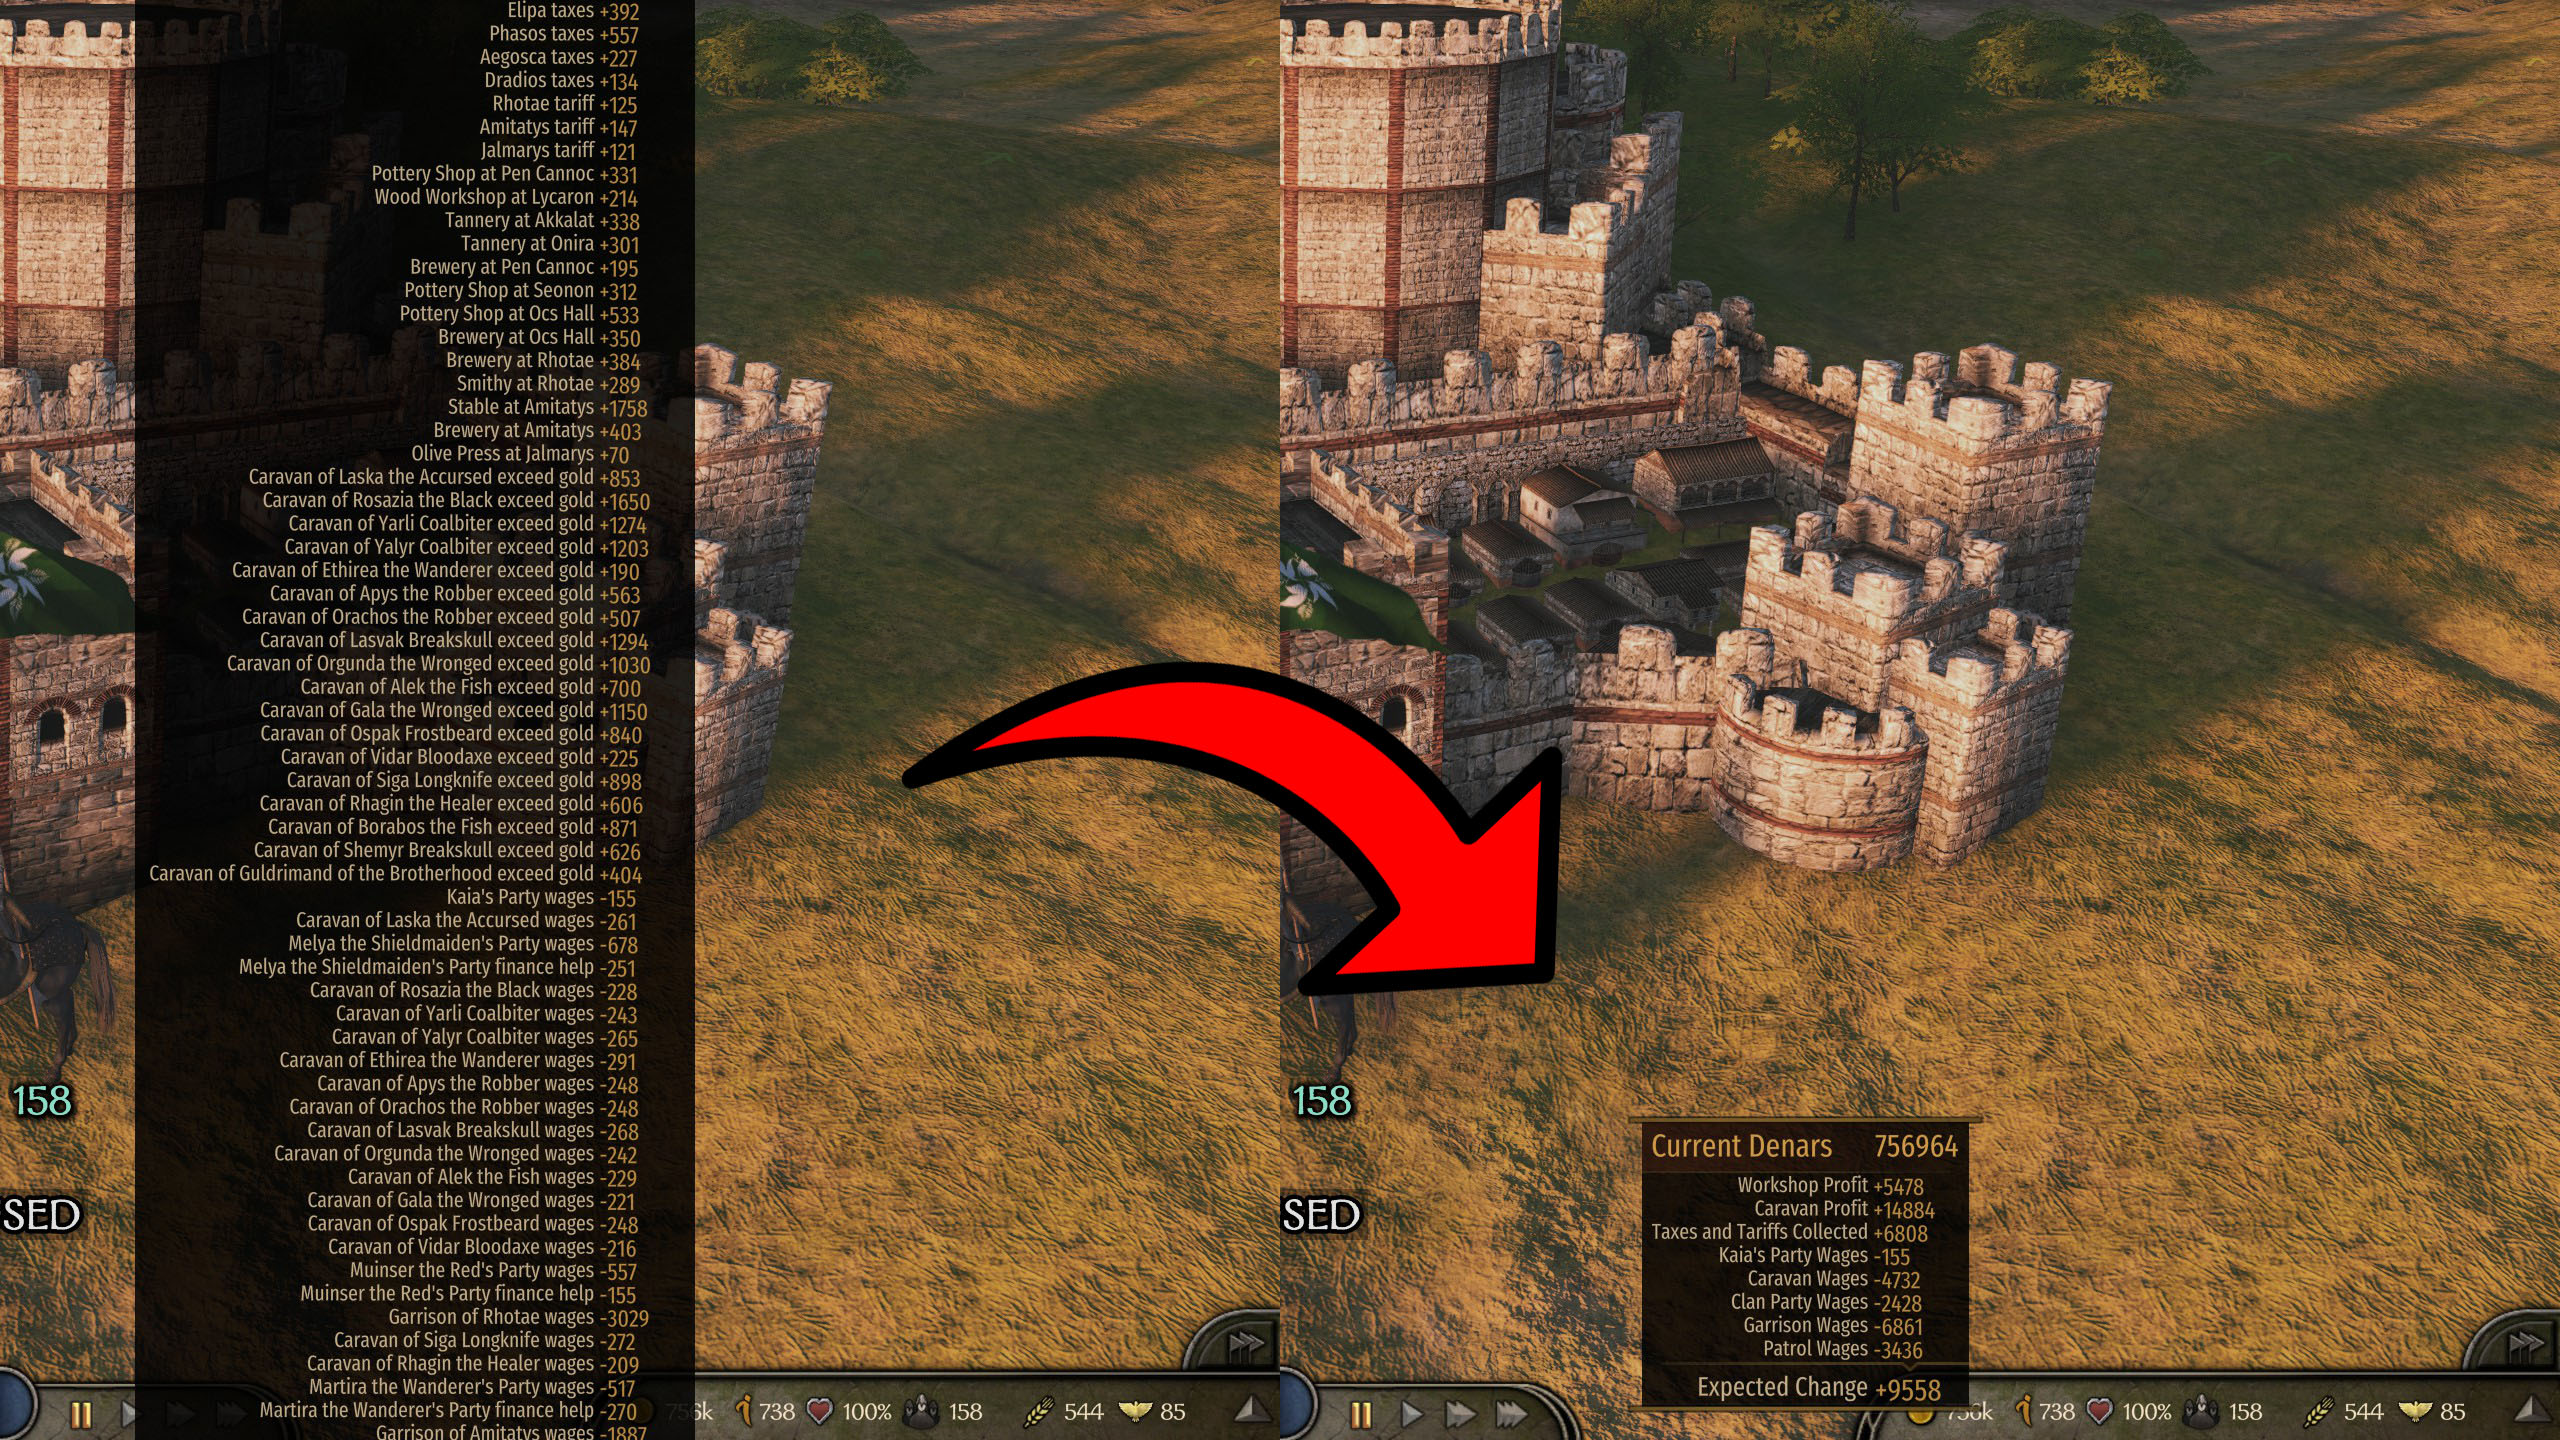 Elipa taxes +392
Phasos taxes +557
Aegosca taxes +227
Dradios taxes +134
Rhotae tariff +125
Amitatys tariff +147
Jalmarys tariff +121
Pottery Shop at Pen Cannoc +331
Wood Workshop at Lycaron +214
Tannery at Akkalat +338
Tannery at Onira +301
Brewery at Pen Cannoc +195
Pottery Shop at Seonon +312
Pottery Shop at Ocs Hall +533
Brewery at Ocs Hall +350
Brewery at Rhotae +384
Smithy at Rhotae +289
Stable at Amitatys +1758
Brewery at Amitatys +403
Olive Press at Jalmarys +70
Caravan of Laska the Accursed exceed gold +853
Caravan of Rosazia the Black exceed gold +1650
Caravan of Yarli Coalbiter exceed gold +1274
Caravan of Yalyr Coalbiter exceed gold +1203
Caravan of Ethirea the Wanderer exceed gold +190
Caravan of Apys the Robber exceed gold +563
Caravan of Orachos the Robber exceed gold +507
Caravan of Lasvak Breakskull exceed gold +1294
Caravan of Orgunda the Wronged exceed gold +1030
Caravan of Alek the Fish exceed gold +700
Caravan of Gala the Wronged exceed gold +1150
Caravan of Ospak Frostbeard exceed gold +840
Caravan of Vidar Bloodaxe exceed gold +225
Caravan of Siga Longknife exceed gold +898
Caravan of Rhagin the Healer exceed gold +606
Caravan of Borabos the Fish exceed gold +871
Caravan of Shemyr Breakskull exceed gold +626
Caravan of Guldrimand of the Brotherhood exceed gold +404
Kaia's Party wages -155
Caravan of Laska the Accursed wages -261
Melya the Shieldmaiden's Party wages -678
Melya the Shieldmaiden's Party finance help -251
Caravan of Rosazia the Black wages -228
Caravan of Yarli Coalbiter wages -243
Caravan of Yalyr Coalbiter wages -265
Caravan of Ethirea the Wanderer wages -291
Caravan of Apys the Robber wages -248
Caravan of Orachos the Robber wages -248
Caravan of Lasvak Breakskull wages -268
Caravan of Orgunda the Wronged wages -242
Caravan of Alek the Fish wages -229
Caravan of Gala the Wronged wages -221
Caravan of Ospak Frostbeard wages -248
Caravan of Vidar Bloodaxe wages -216
Muinser the Red's Party wages -557
Muinser the Red's Party finance help -155
Garrison of Rhotae wages -3029
Caravan of Siga Longknife wages -272
Caravan of Rhagin the Healer wages -209
Martira the Wanderer's Party wages -517
Martira the Wanderer's Party finance help -270
Garrison of Amitatys wages -1887
158
SED
756k 738 100% 158 544 85
158
SED
Current Denars 756964
Workshop Profit +5478
Caravan Profit +14884
Taxes and Tariffs Collected +6808
Kaia's Party Wages -155
Caravan Wages -4732
Clan Party Wages -2428
Garrison Wages -6861
Patrol Wages -3436
Expected Change +9558
756k 738 100% 158 544 85